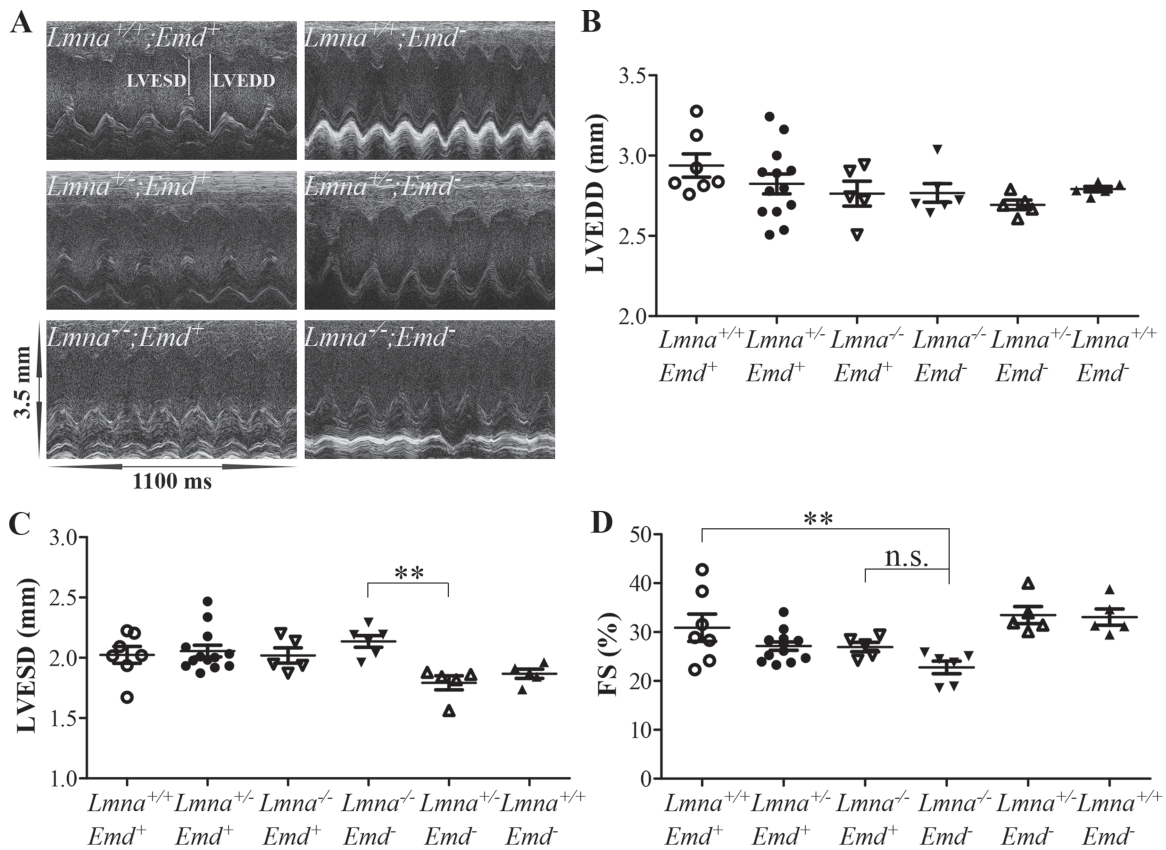 A
Lmna+/+;Emd+
Lmna+/+;Emd-
LVESD
LVEDD
Lmna+/-;Emd+
Lmna+/-;Emd-
Lmna-/-;Emd+
Lmna-/-;Emd-
3.5 mm
1100 ms
B
LVEDD (mm)
3.5
3.0
2.5
2.0
Lmna+/+ Lmna+/- Lmna-/- Lmna-/- Lmna+/- Lmna+/+
Emd+ Emd+ Emd+ Emd- Emd- Emd-
C
LVESD (mm)
3.0
2.5
2.0
1.5
1.0
**
Lmna+/+ Lmna+/- Lmna-/- Lmna-/- Lmna+/- Lmna+/+
Emd+ Emd+ Emd+ Emd- Emd- Emd-
D
FS (%)
50
40
30
20
10
0
**
n.s.
Lmna+/+ Lmna+/- Lmna-/- Lmna-/- Lmna+/- Lmna+/+
Emd+ Emd+ Emd+ Emd- Emd- Emd-